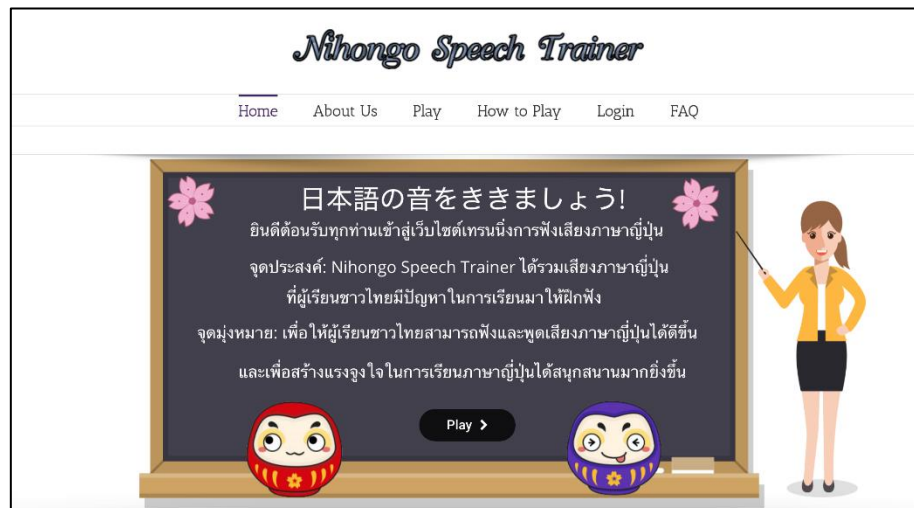 Nihongo Speech Trainer
Home About Us Play How to Play Login FAQ
日本語の音をききましょう!
ยินดีต้อนรับทุกท่านเข้าสู่เว็บไซต์เทรนนิ่งการฟังเสียงภาษาญี่ปุ่น
จุดประสงค์: Nihongo Speech Trainer ได้รวมเสียงภาษาญี่ปุ่น
ที่ผู้เรียนชาวไทยมีปัญหาในการเรียนมาให้ฝึกฟัง
จุดมุ่งหมาย: เพื่อให้ผู้เรียนชาวไทยสามารถฟังและพูดเสียงภาษาญี่ปุ่นได้ดีขึ้น
และเพื่อสร้างแรงจูงใจในการเรียนภาษาญี่ปุ่นได้สนุกสนานมากยิ่งขึ้น
Play